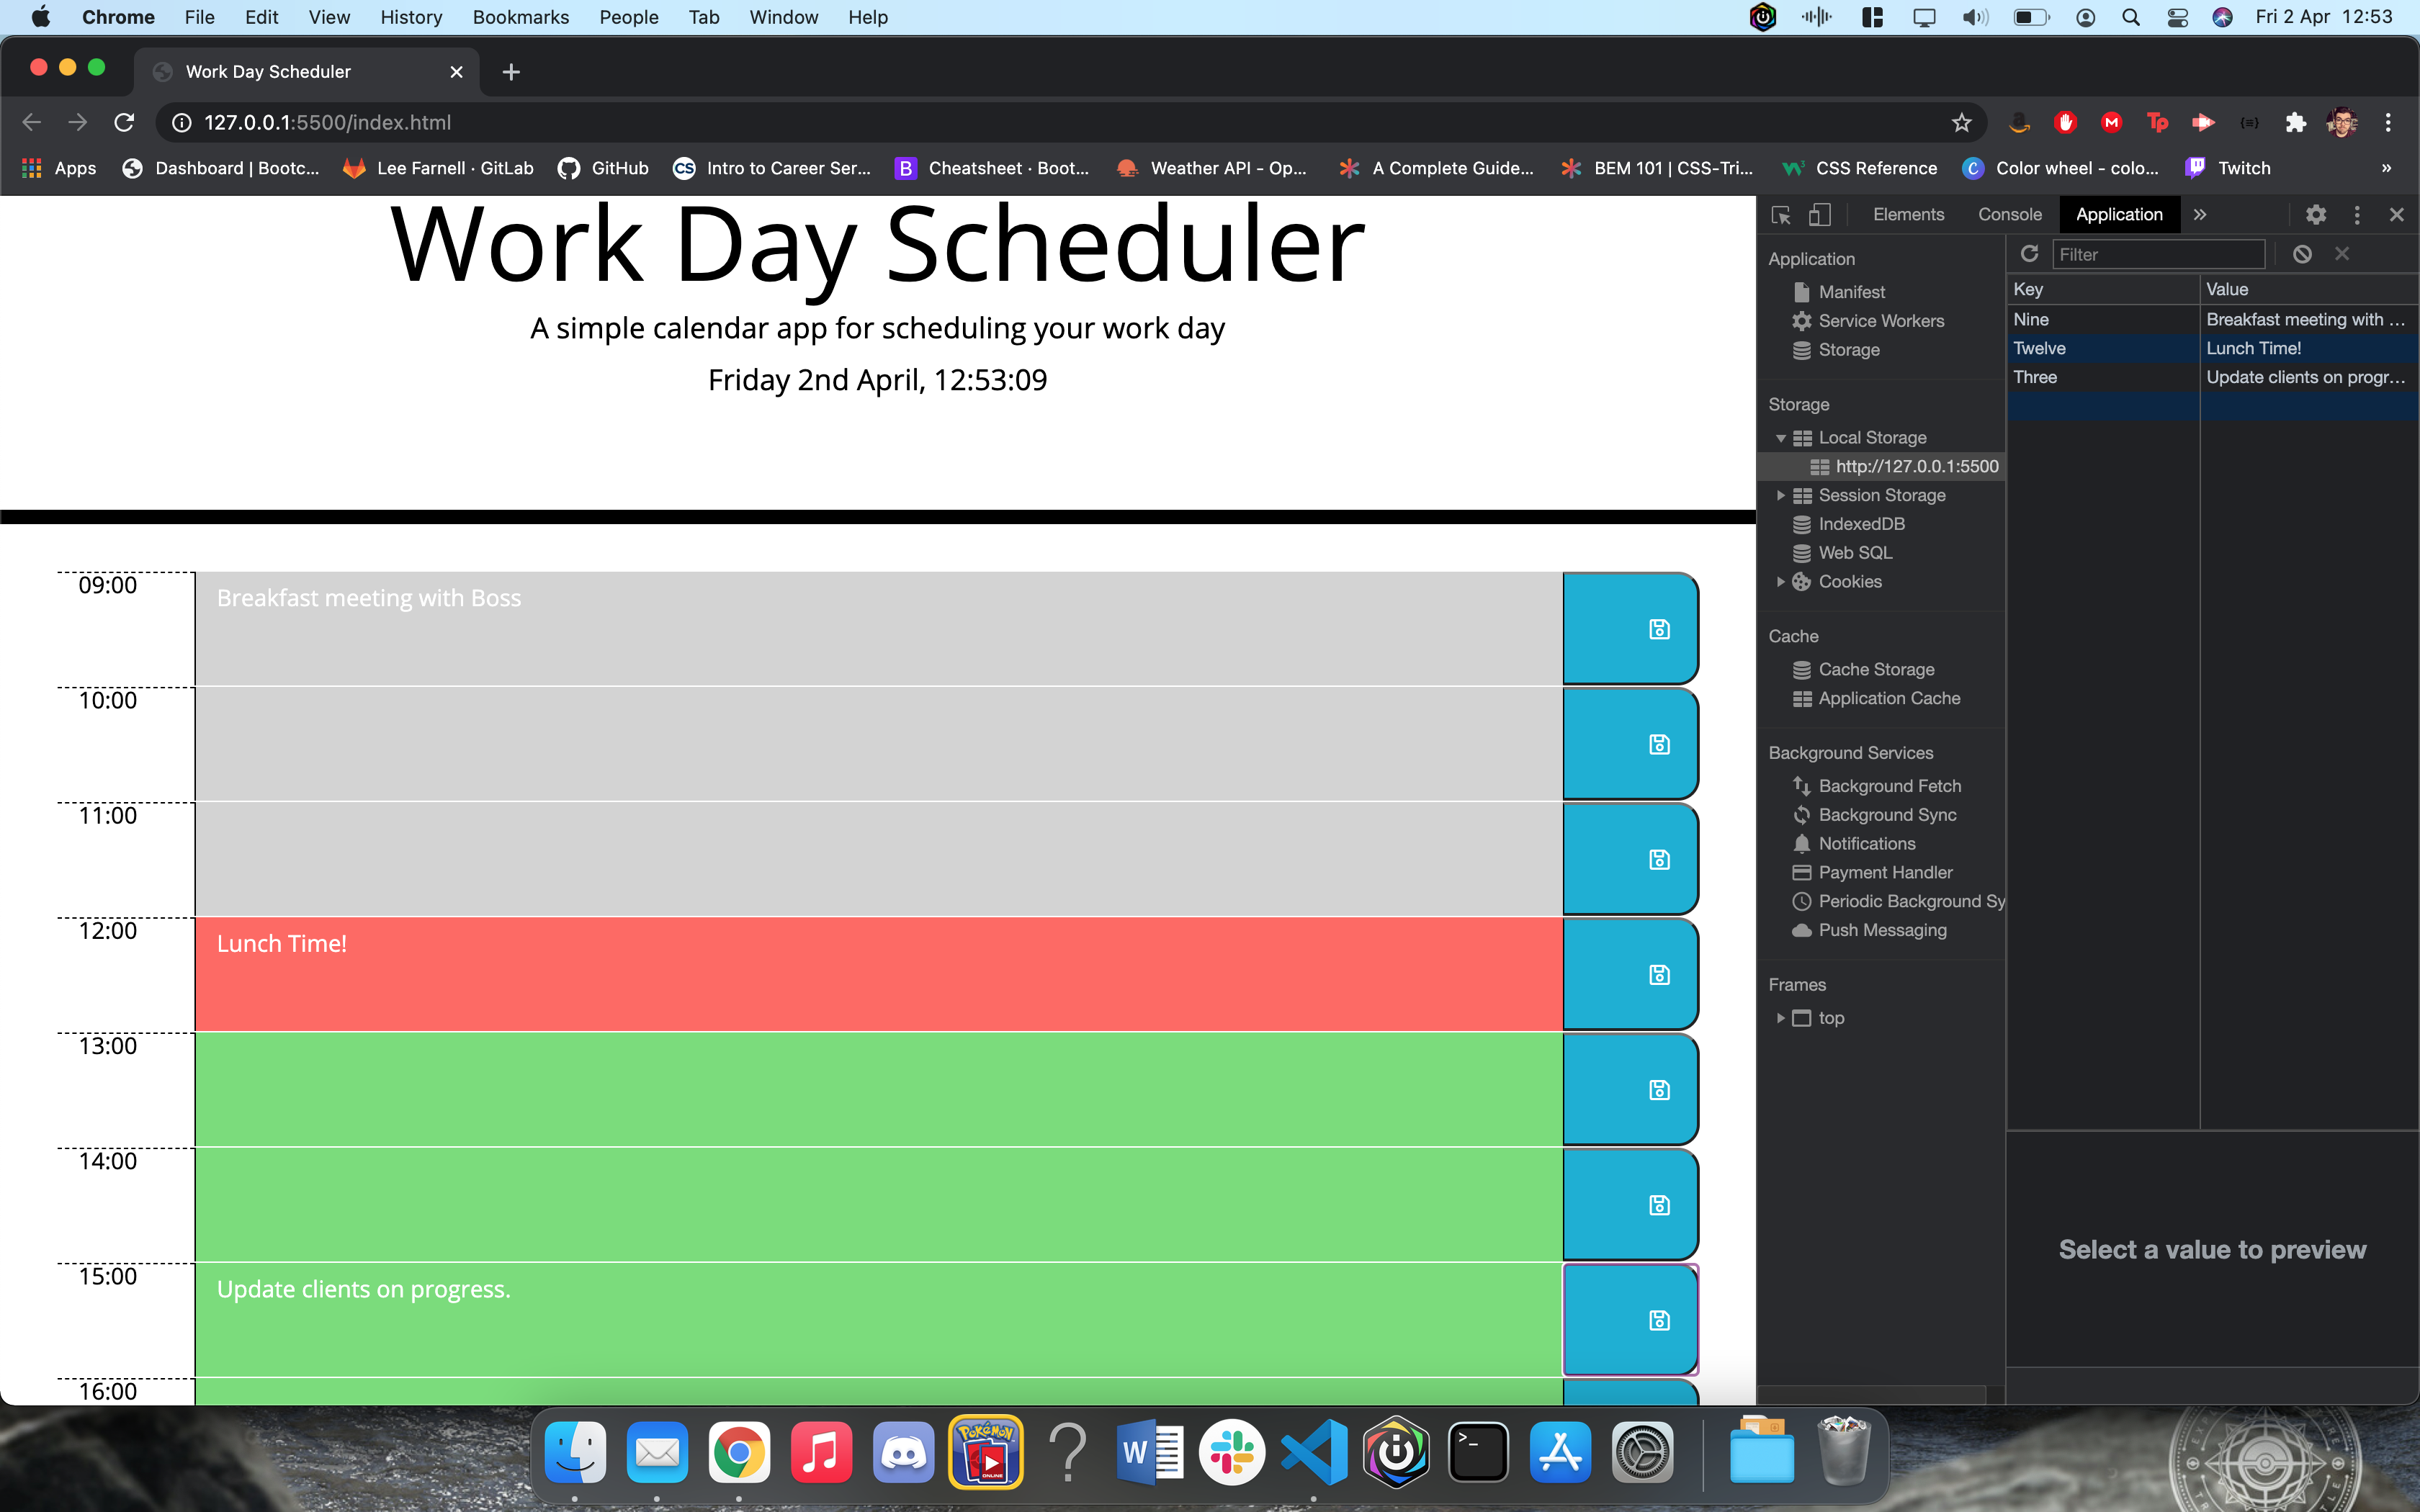 Chrome File Edit View History Bookmarks People Tab Window Help Fri 2 Apr 12:53
Work Day Scheduler
127.0.0.1:5500/index.html
Apps Dashboard | Bootc... Lee Farnell · GitLab GitHub CS Intro to Career Ser... B Cheatsheet · Boot... Weather API - Op... A Complete Guide... BEM 101 | CSS-Tri... CSS Reference Color wheel - colo... Twitch »
Work Day Scheduler
A simple calendar app for scheduling your work day
Friday 2nd April, 12:53:09
09:00 Breakfast meeting with Boss
10:00
11:00
12:00 Lunch Time!
13:00
14:00
15:00 Update clients on progress.
16:00
Elements Console Application »
Application
Manifest
Service Workers
Storage
Storage
Local Storage
http://127.0.0.1:5500
Session Storage
IndexedDB
Web SQL
Cookies
Cache
Cache Storage
Application Cache
Background Services
Background Fetch
Background Sync
Notifications
Payment Handler
Periodic Background Sy
Push Messaging
Frames
top
Filter
Key Value
Nine Breakfast meeting with ...
Twelve Lunch Time!
Three Update clients on progr...
Select a value to preview
POKÉMON
ONLINE
W